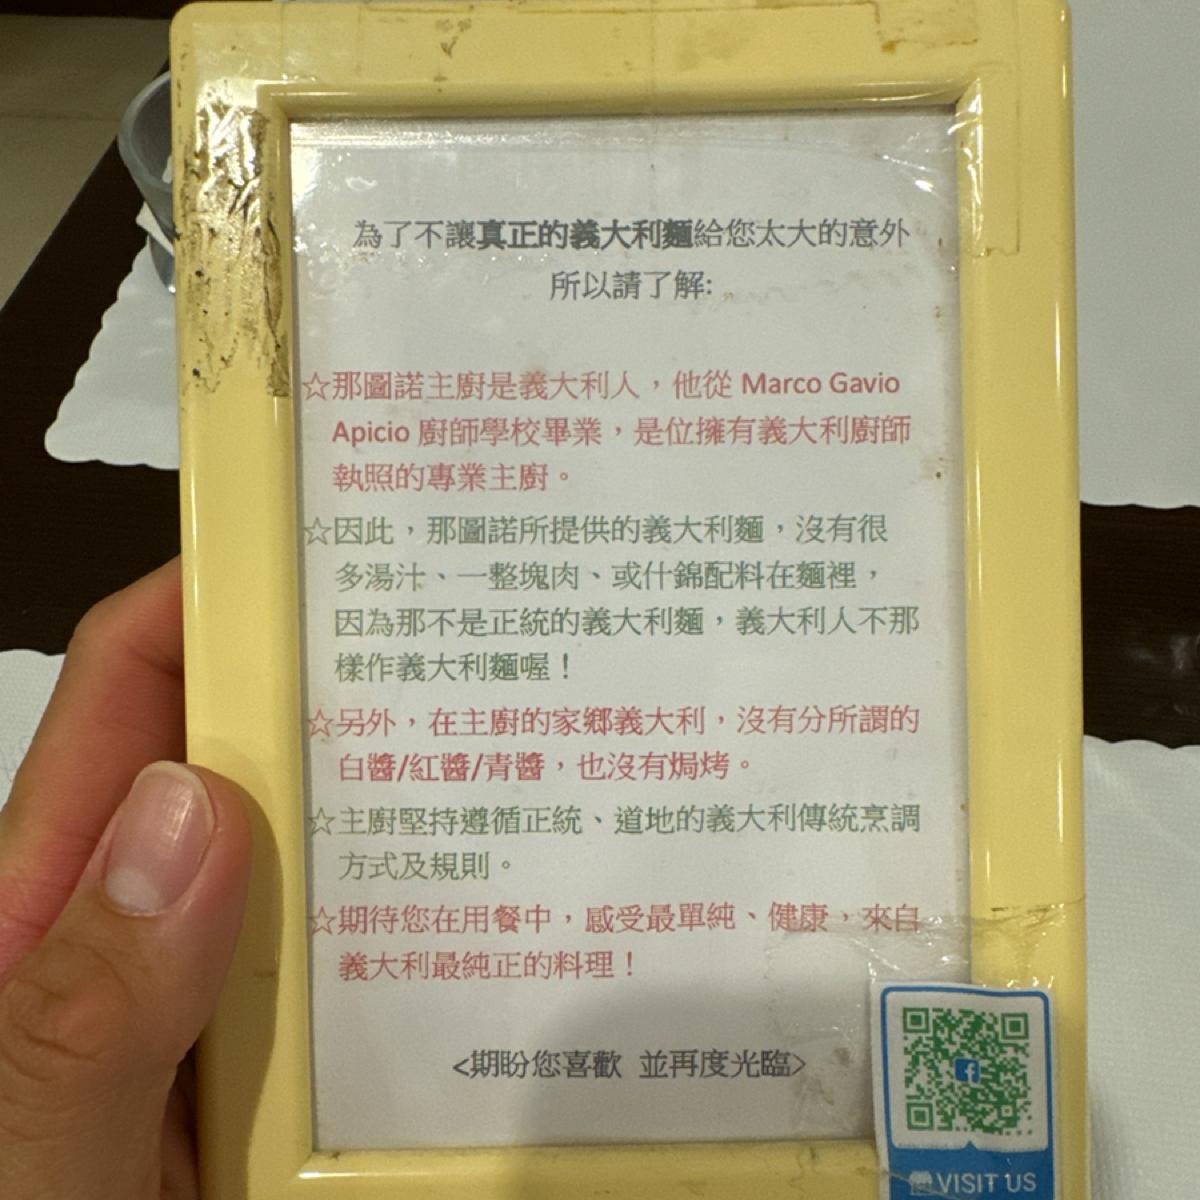 為了不讓真正的義大利麵給您太大的意外
所以請了解:
☆那圖諾主廚是義大利人，他從 Marco Gavio
Apicio 廚師學校畢業，是位擁有義大利廚師
執照的專業主廚。
☆因此，那圖諾所提供的義大利麵，沒有很
多湯汁、一整塊肉、或什錦配料在麵裡，
因為那不是正統的義大利麵，義大利人不那
樣作義大利麵喔！
☆另外，在主廚的家鄉義大利，沒有分所謂的
白醬/紅醬/青醬，也沒有焗烤。
☆主廚堅持遵循正統、道地的義大利傳統烹調
方式及規則。
☆期待您在用餐中，感受最單純、健康，來自
義大利最純正的料理！
<期盼您喜歡 並再度光臨>
VISIT US